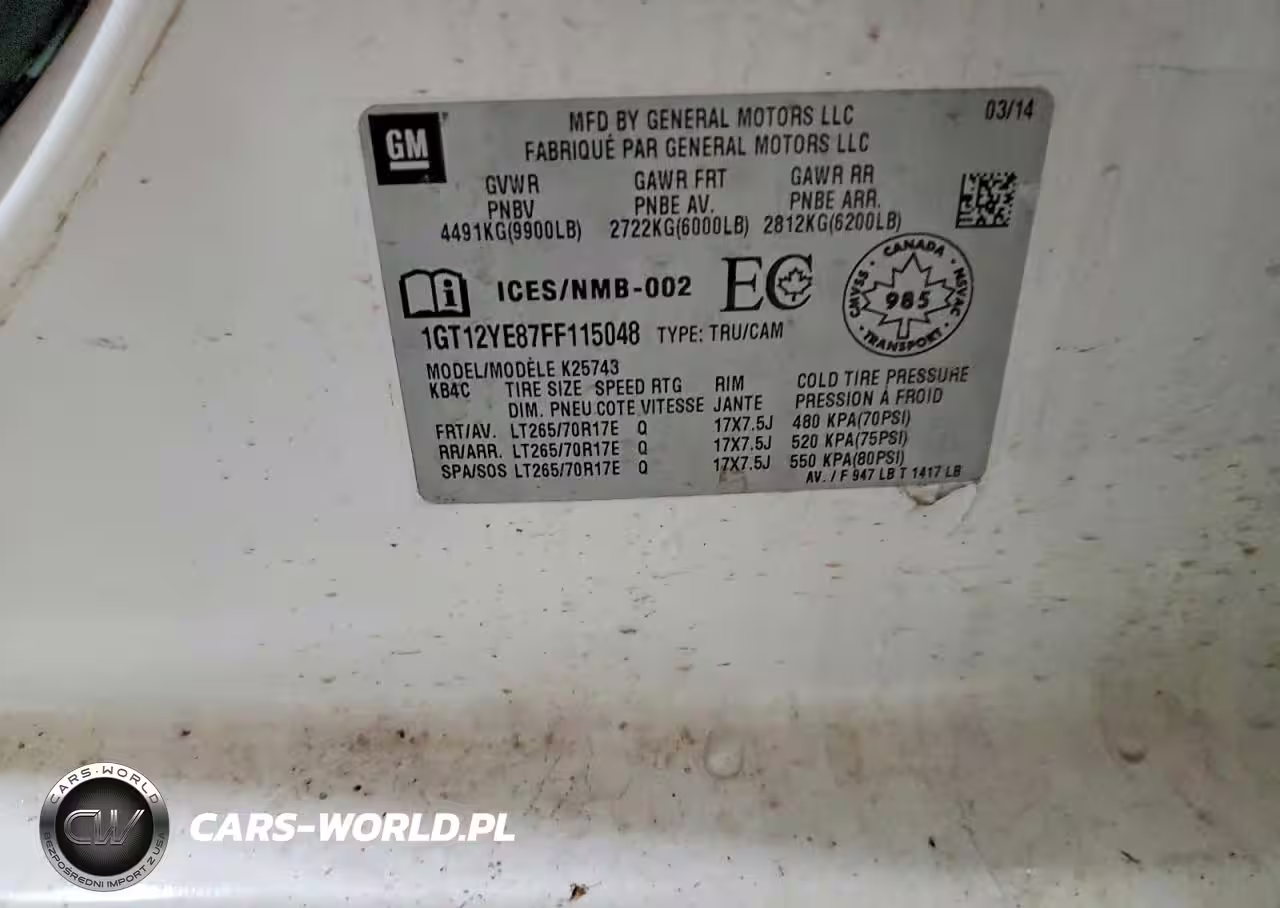 GM
MFD BY GENERAL MOTORS LLC
03/14
FABRIQUÉ PAR GENERAL MOTORS LLC
GVWR GAWR FRT GAWR RR
PNBV PNBE AV. PNBE ARR.
4491KG(9900LB) 2722KG(6000LB) 2812KG(6200LB)
i ICES/NMB-002 EC
CANADA
CMVSS 985 NSVAC
TRANSPORT
1GT12YE87FF115048 TYPE: TRU/CAM
MODEL/MODÈLE K25743
KB4C TIRE SIZE SPEED RTG RIM COLD TIRE PRESSURE
DIM. PNEU COTE VITESSE JANTE PRESSION À FROID
FRT/AV. LT265/70R17E Q 17X7.5J 480 KPA(70PSI)
RR/ARR. LT265/70R17E Q 17X7.5J 520 KPA(75PSI)
SPA/SOS LT265/70R17E Q 17X7.5J 550 KPA(80PSI)
AV. / F 947 LB T 1417 LB
CARS-WORLD
CW
BEZPOŚREDNI IMPORT Z USA
CARS-WORLD.PL